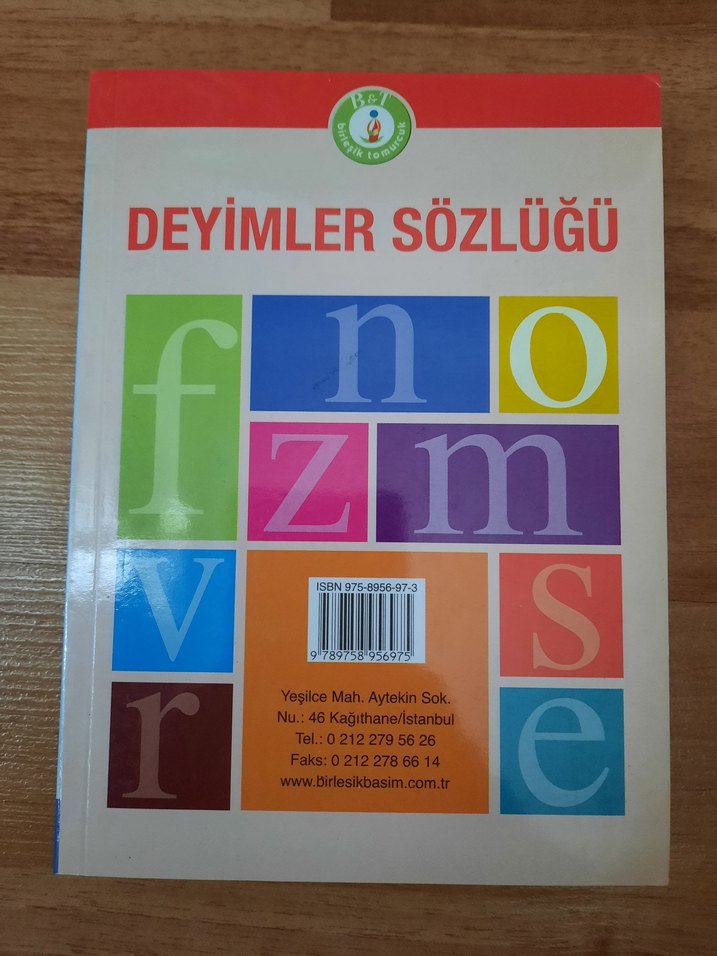 B&T
birleşik tomurcuk
DEYİMLER SÖZLÜĞÜ
f
n
o
z
m
v
s
r
e
ISBN 975-8956-97-3
9 789758 956975
Yeşilce Mah. Aytekin Sok.
Nu.: 46 Kağıthane/İstanbul
Tel.: 0 212 279 56 26
Faks: 0 212 278 66 14
www.birlesikbasim.com.tr